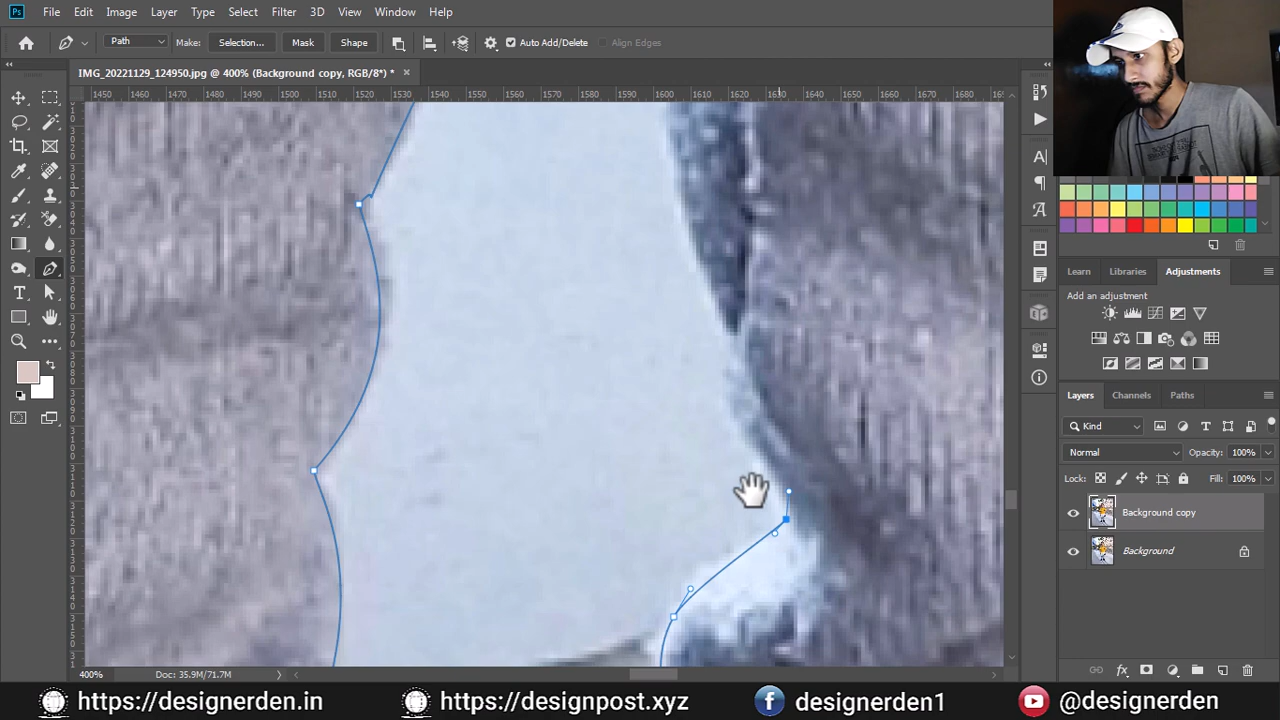 Ps File Edit Image Layer Type Select Filter 3D View Window Help
Path Make: Selection... Mask Shape Auto Add/Delete Align Edges
IMG_20221129_124950.jpg @ 400% (Background copy, RGB/8*) * ×
1450 1460 1470 1480 1490 1500 1510 1520 1530 1540 1550 1560 1570 1580 1590 1600 1610 1620 1630 1640 1650 1660 1670 1680
Learn Libraries Adjustments
Add an adjustment
Layers Channels Paths
Kind
Normal Opacity: 100%
Lock: Fill: 100%
Background copy
Background
400% Doc: 35.9M/71.7M
https://designerden.in https://designpost.xyz designerden1 @designerden